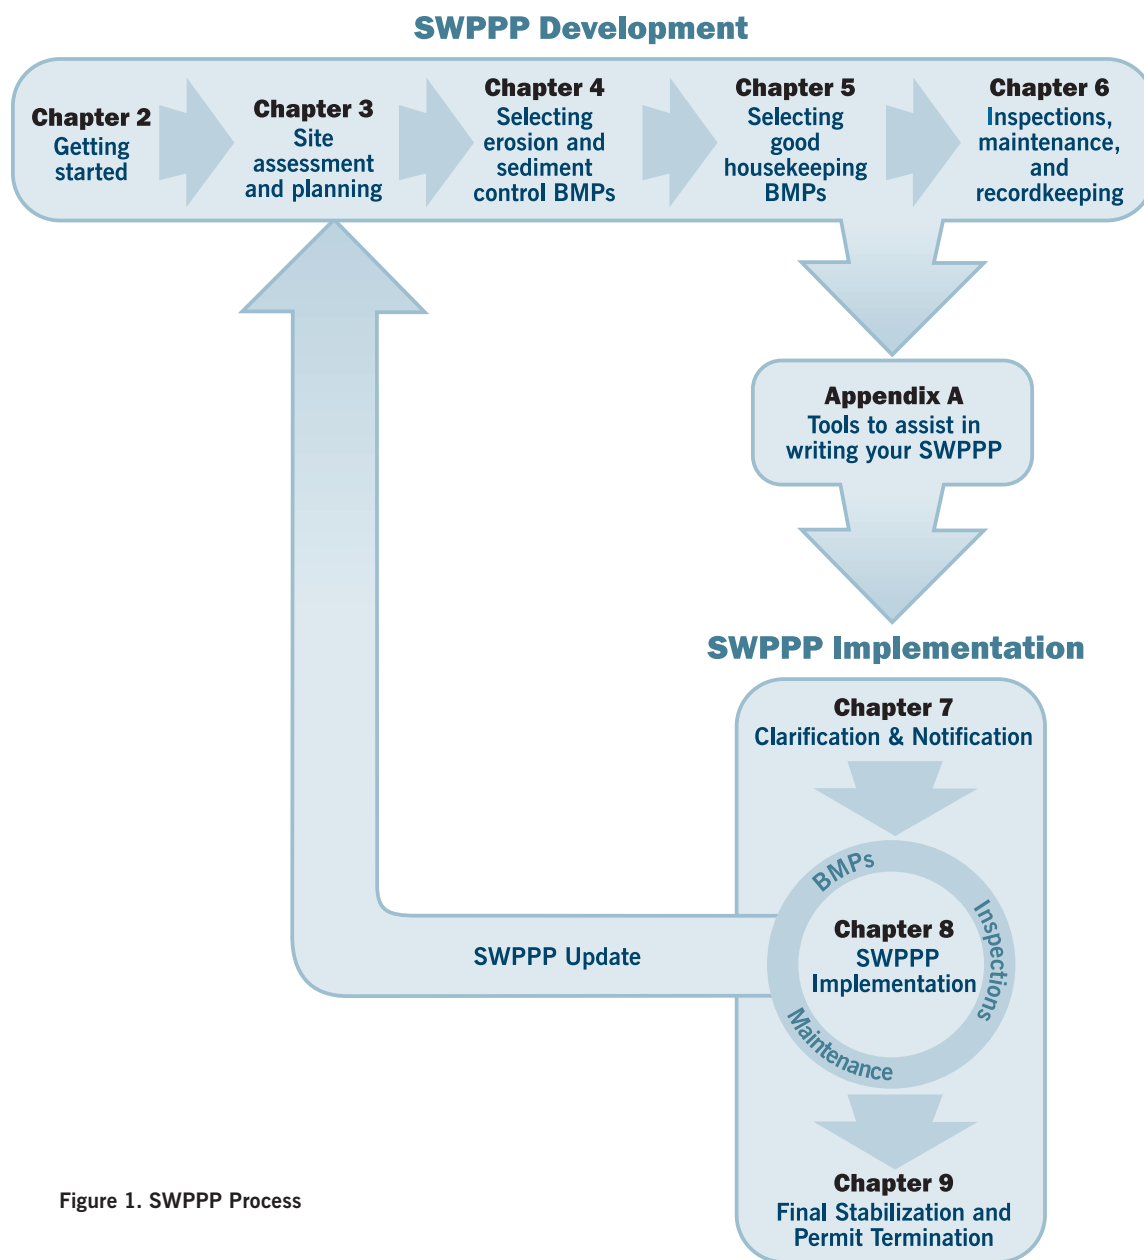 SWPPP Development
Chapter 2
Getting
started
Chapter 3
Site
assessment
and planning
Chapter 4
Selecting
erosion and
sediment
control BMPs
Chapter 5
Selecting
good
housekeeping
BMPs
Chapter 6
Inspections,
maintenance,
and
recordkeeping
Appendix A
Tools to assist in
writing your SWPPP
SWPPP Implementation
Chapter 7
Clarification & Notification
BMPs
Inspections
Maintenance
Chapter 8
SWPPP
Implementation
SWPPP Update
Chapter 9
Final Stabilization and
Permit Termination
Figure 1. SWPPP Process